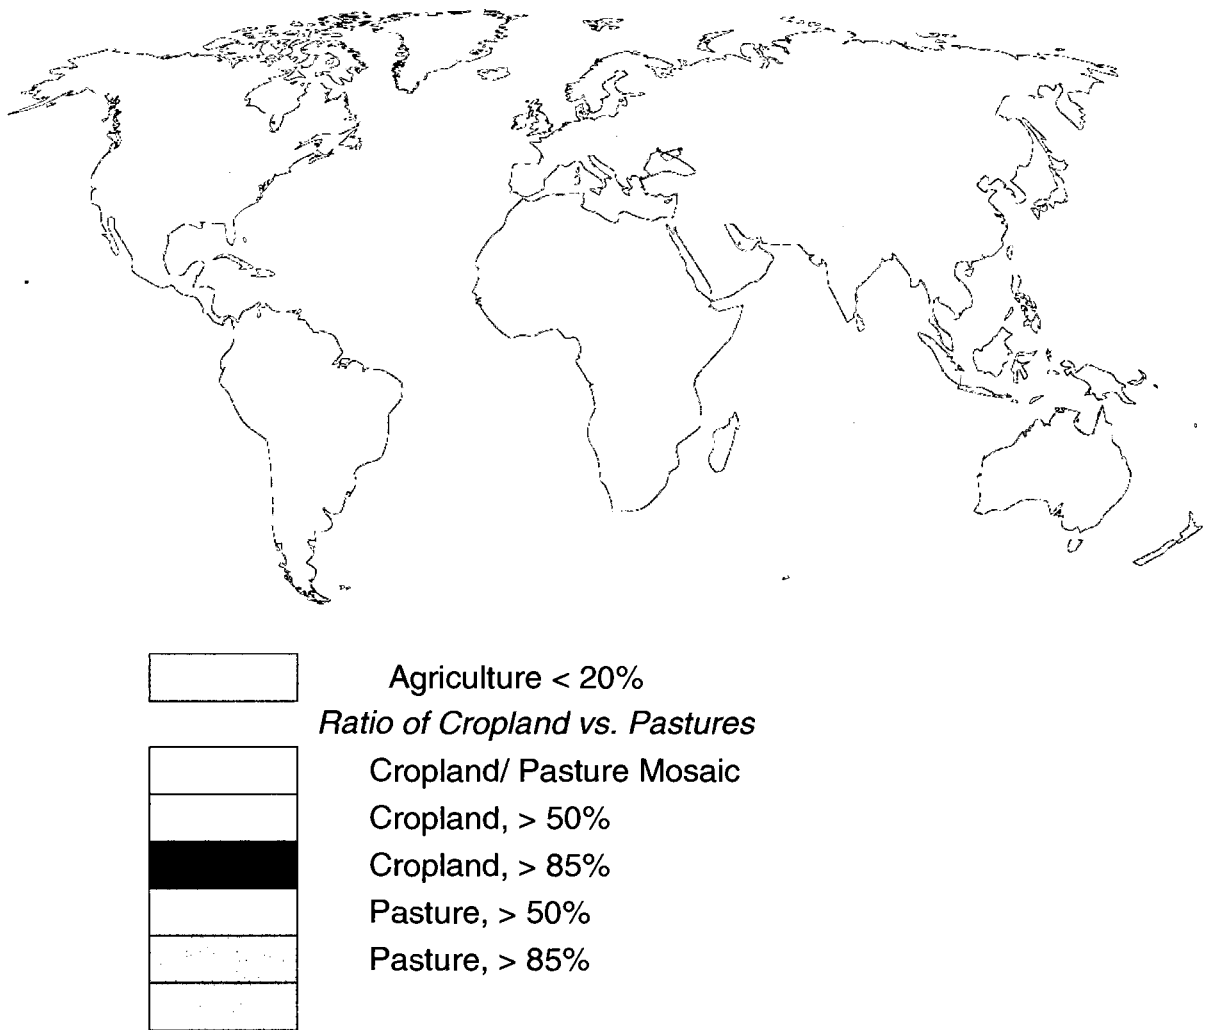 Agriculture < 20%
Ratio of Cropland vs. Pastures
Cropland/ Pasture Mosaic
Cropland, > 50%
Cropland, > 85%
Pasture, > 50%
Pasture, > 85%